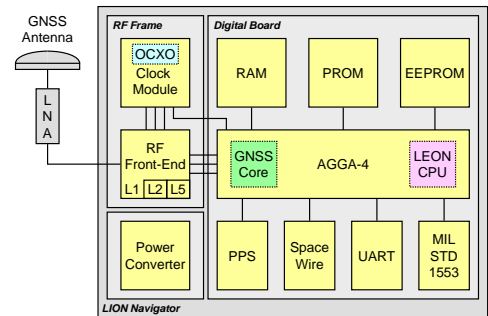 GNSS
Antenna
L
N
A
RF Frame
OCXO
Clock
Module
RF
Front-End
L1 L2 L5
Power
Converter
LION Navigator
Digital Board
RAM
PROM
EEPROM
GNSS
Core
AGGA-4
LEON
CPU
PPS
Space
Wire
UART
MIL
STD
1553